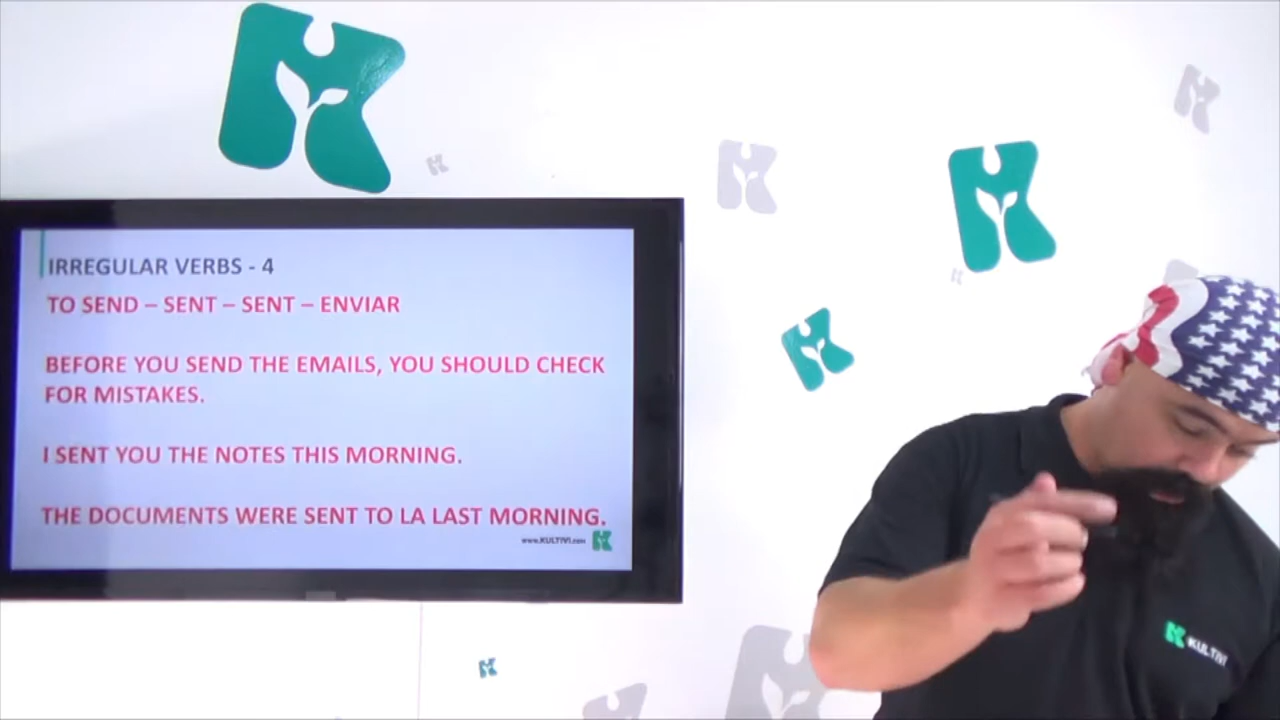 IRREGULAR VERBS - 4
TO SEND – SENT – SENT – ENVIAR
BEFORE YOU SEND THE EMAILS, YOU SHOULD CHECK
FOR MISTAKES.
I SENT YOU THE NOTES THIS MORNING.
THE DOCUMENTS WERE SENT TO LA LAST MORNING.
www.KULTIVI.com
KULTIVI